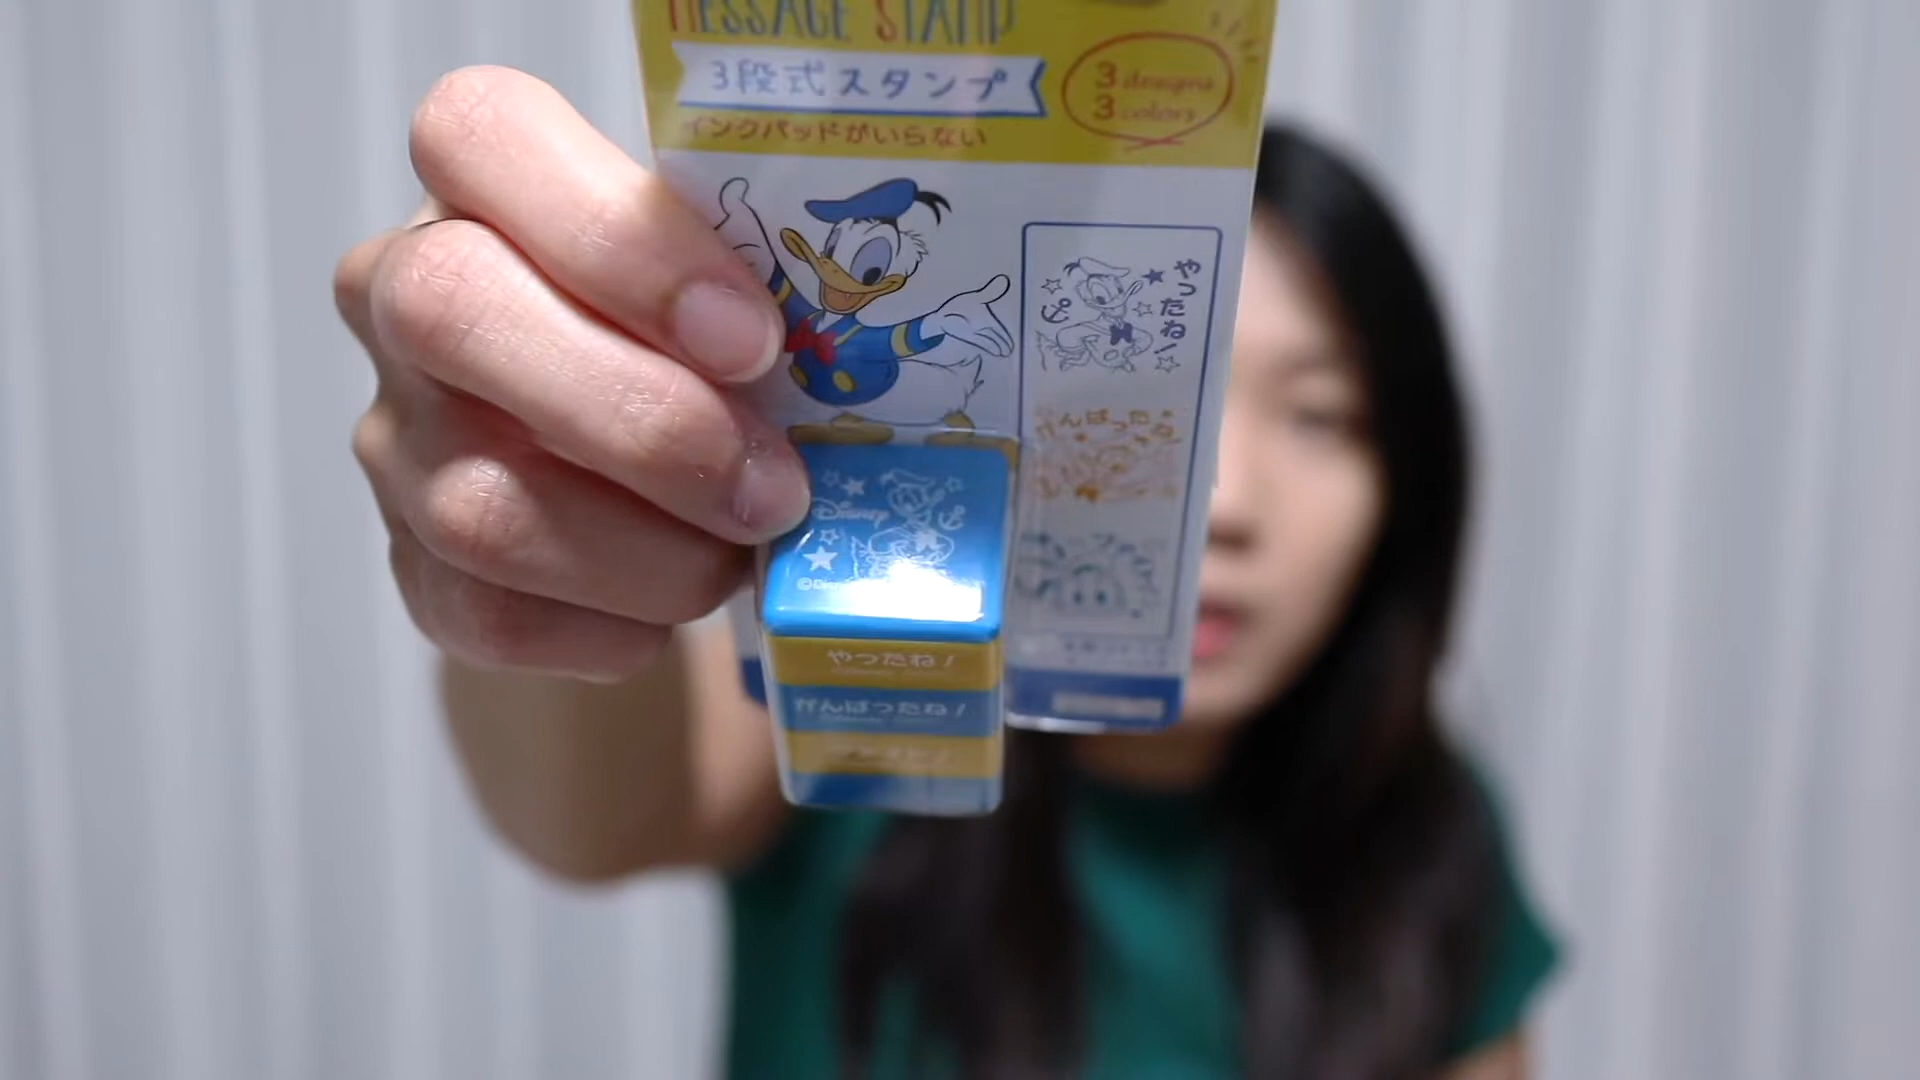 MESSAGE STAMP
3段式スタンプ
3 designs
3 colors
インクパッドがいらない
やったね!
がんばったね
Disney
やったね!
がんばったね!